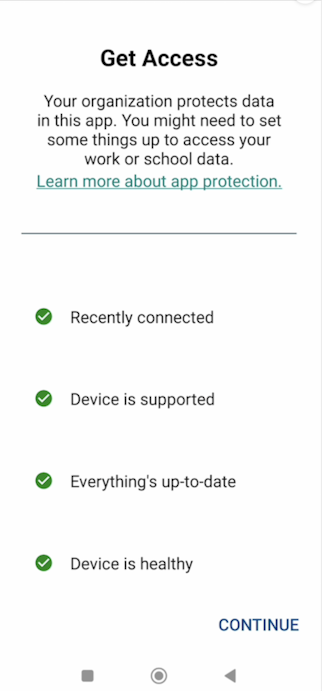 Get Access
Your organization protects data
in this app. You might need to set
some things up to access your
work or school data.
Learn more about app protection.
Recently connected
Device is supported
Everything's up-to-date
Device is healthy
CONTINUE